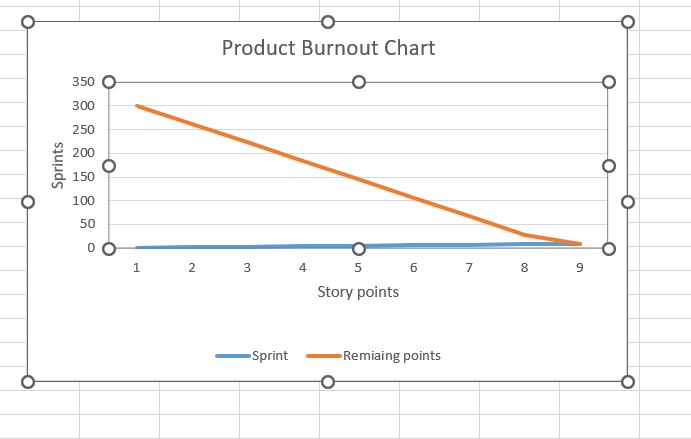 Product Burnout Chart
350
300
250
200
150
100
50
0
Sprints
1 2 3 4 5 6 7 8 9
Story points
Sprint Remiaing points